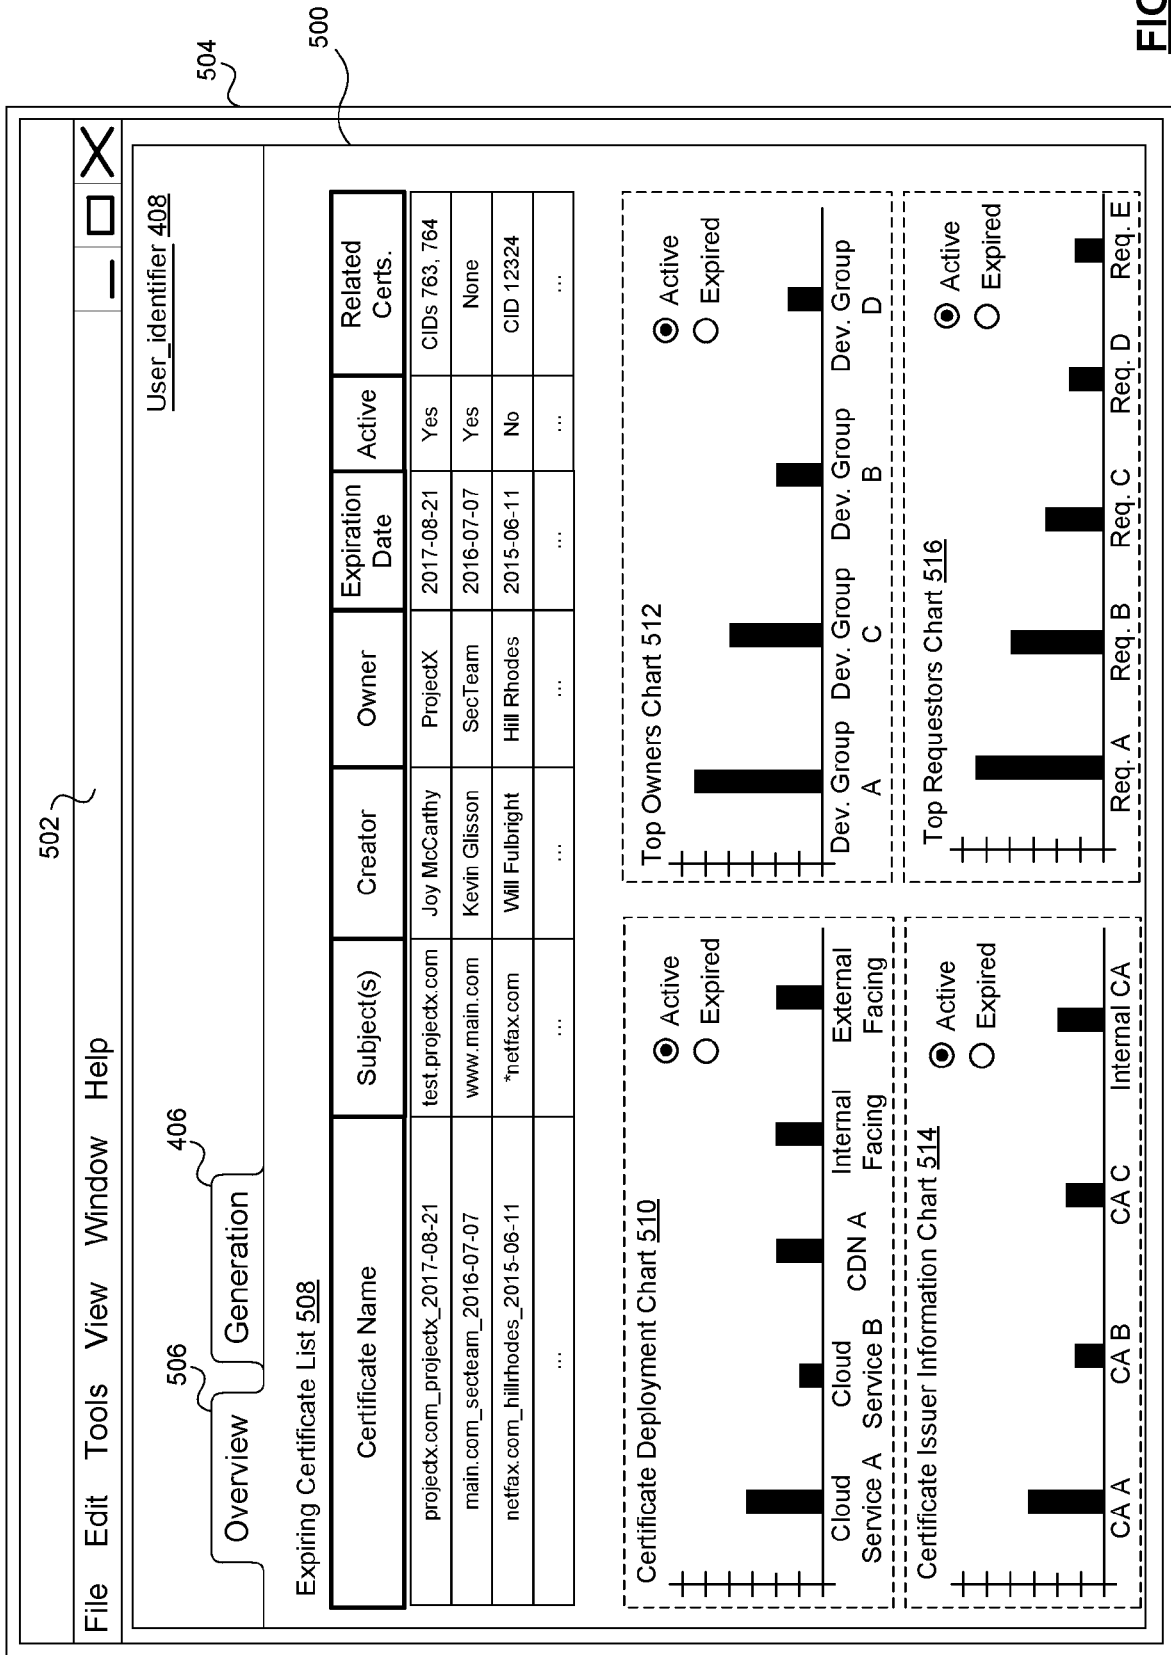 502
504
500
File Edit Tools View Window Help
506
406
Overview Generation
User_identifier 408
Expiring Certificate List 508
Certificate Name Subject(s) Creator Owner Expiration Date Active Related Certs.
projectx.com_projectx_2017-08-21 test.projectx.com Joy McCarthy ProjectX 2017-08-21 Yes CIDs 763, 764
main.com_secteam_2016-07-07 www.main.com Kevin Glisson SecTeam 2016-07-07 Yes None
netfax.com_hillrhodes_2015-06-11 *netfax.com Will Fulbright Hill Rhodes 2015-06-11 No CID 12324
... ... ... ... ... ... ...
Certificate Deployment Chart 510
Active
Expired
Cloud Service A Cloud Service B CDN A Internal Facing External Facing
Top Owners Chart 512
Active
Expired
Dev. Group A Dev. Group C Dev. Group B Dev. Group D
Certificate Issuer Information Chart 514
Active
Expired
CA A CA B CA C Internal CA
Top Requestors Chart 516
Active
Expired
Req. A Req. B Req. C Req. D Req. E
FIG